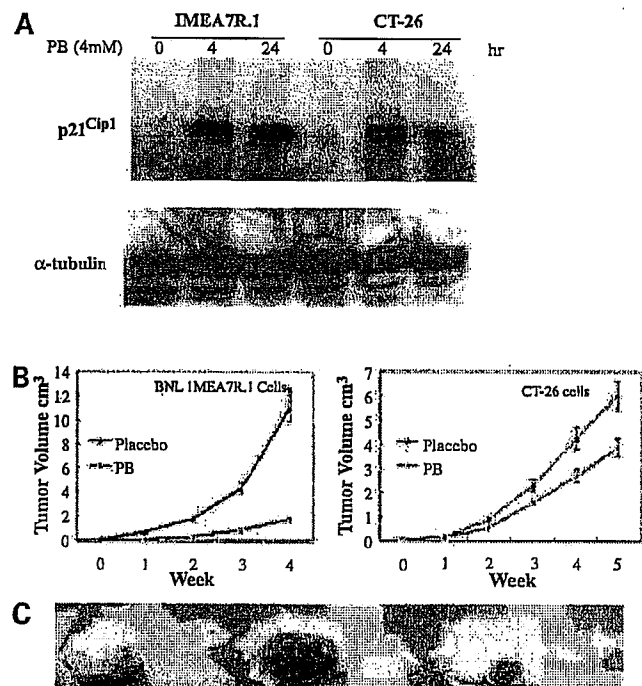 A
IMEA7R.1 CT-26
PB (4mM) 0 4 24 0 4 24 hr
p21Cip1
α-tubulin
B
14
12
10
8
6
4
2
0
Tumor Volume cm3
BNL 1MEA7R.1 Cells
Placebo
PB
0 1 2 3 4
Week
7
6
5
4
3
2
1
0
Tumor Volume cm3
CT-26 cells
Placebo
PB
0 1 2 3 4 5
Week
C